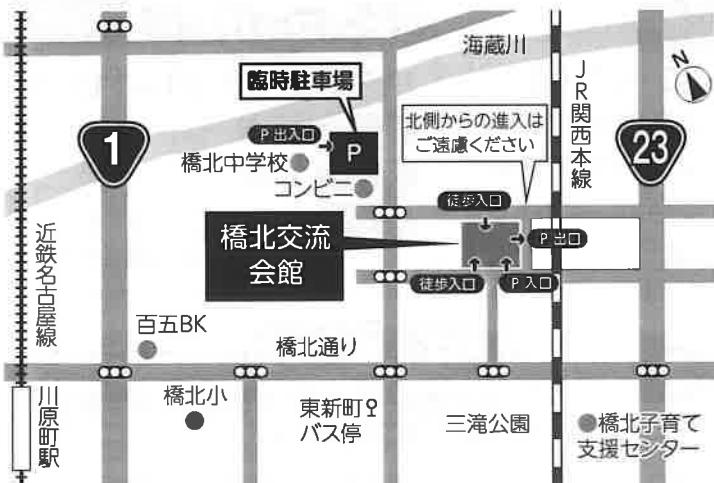 海蔵川
N
臨時駐車場
JR関西本線
1
P 出入口
P
北側からの進入は
ご遠慮ください
23
橋北中学校
コンビニ
徒歩入口
橋北交流
会館
P 出口
近鉄名古屋線
徒歩入口
P 入口
百五BK
橋北通り
川原町駅
橋北小
東新町
バス停
三滝公園
橋北子育て
支援センター